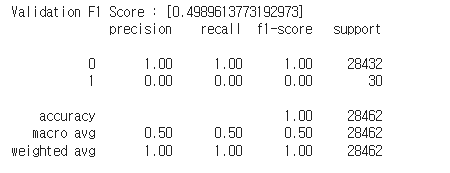 Validation F1 Score : [0.4989613773192973]
precision recall f1-score support
0 1.00 1.00 1.00 28432
1 0.00 0.00 0.00 30
accuracy 1.00 28462
macro avg 0.50 0.50 0.50 28462
weighted avg 1.00 1.00 1.00 28462